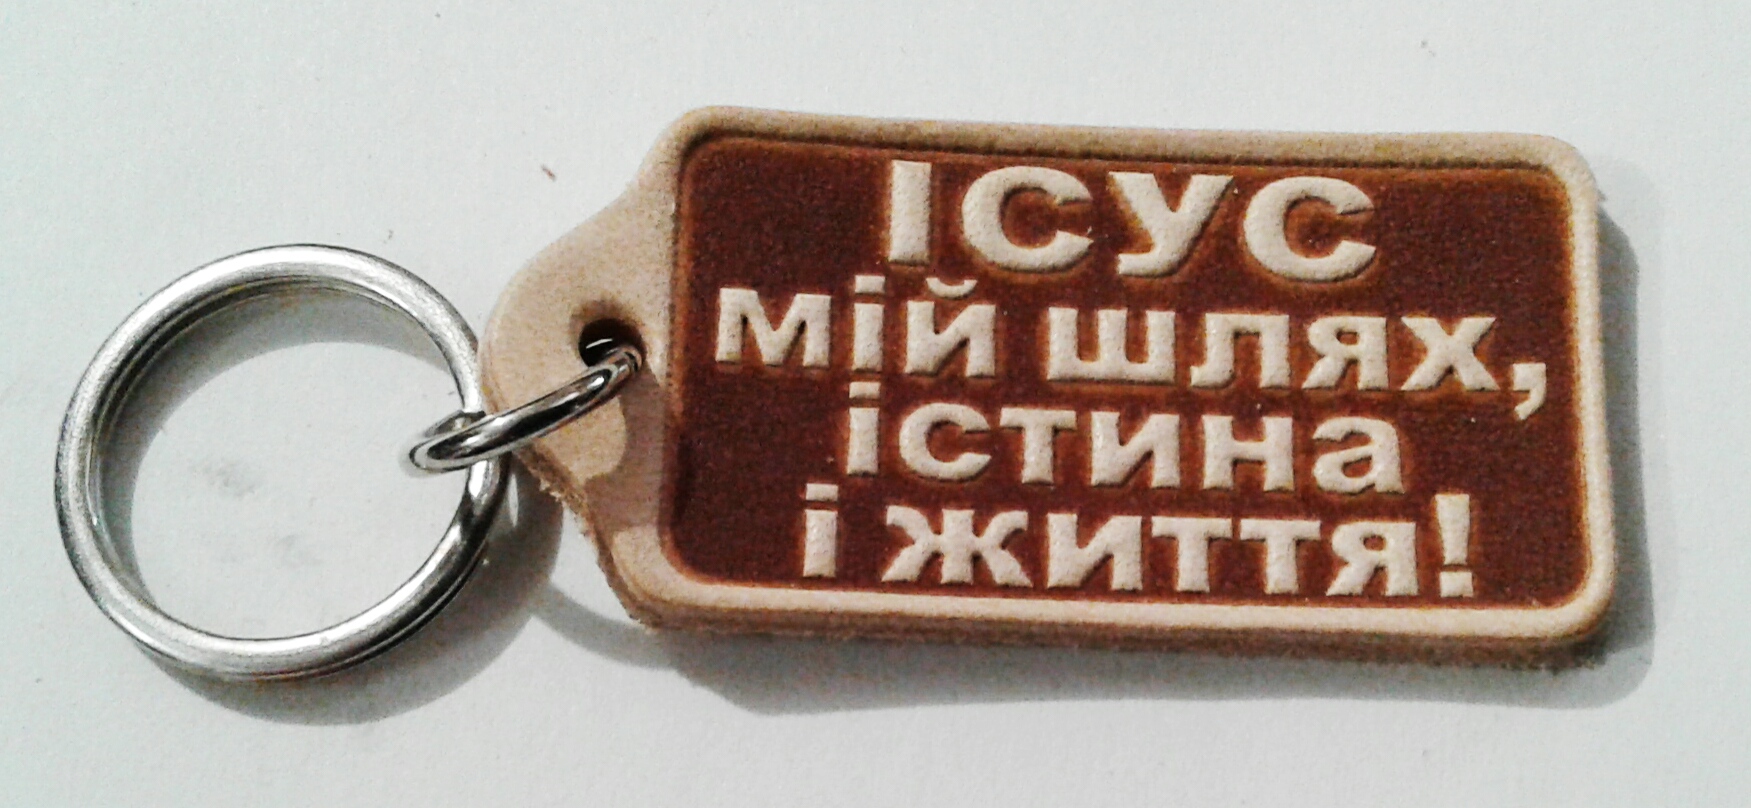 ІСУС
мій шлях,
істина
і життя!